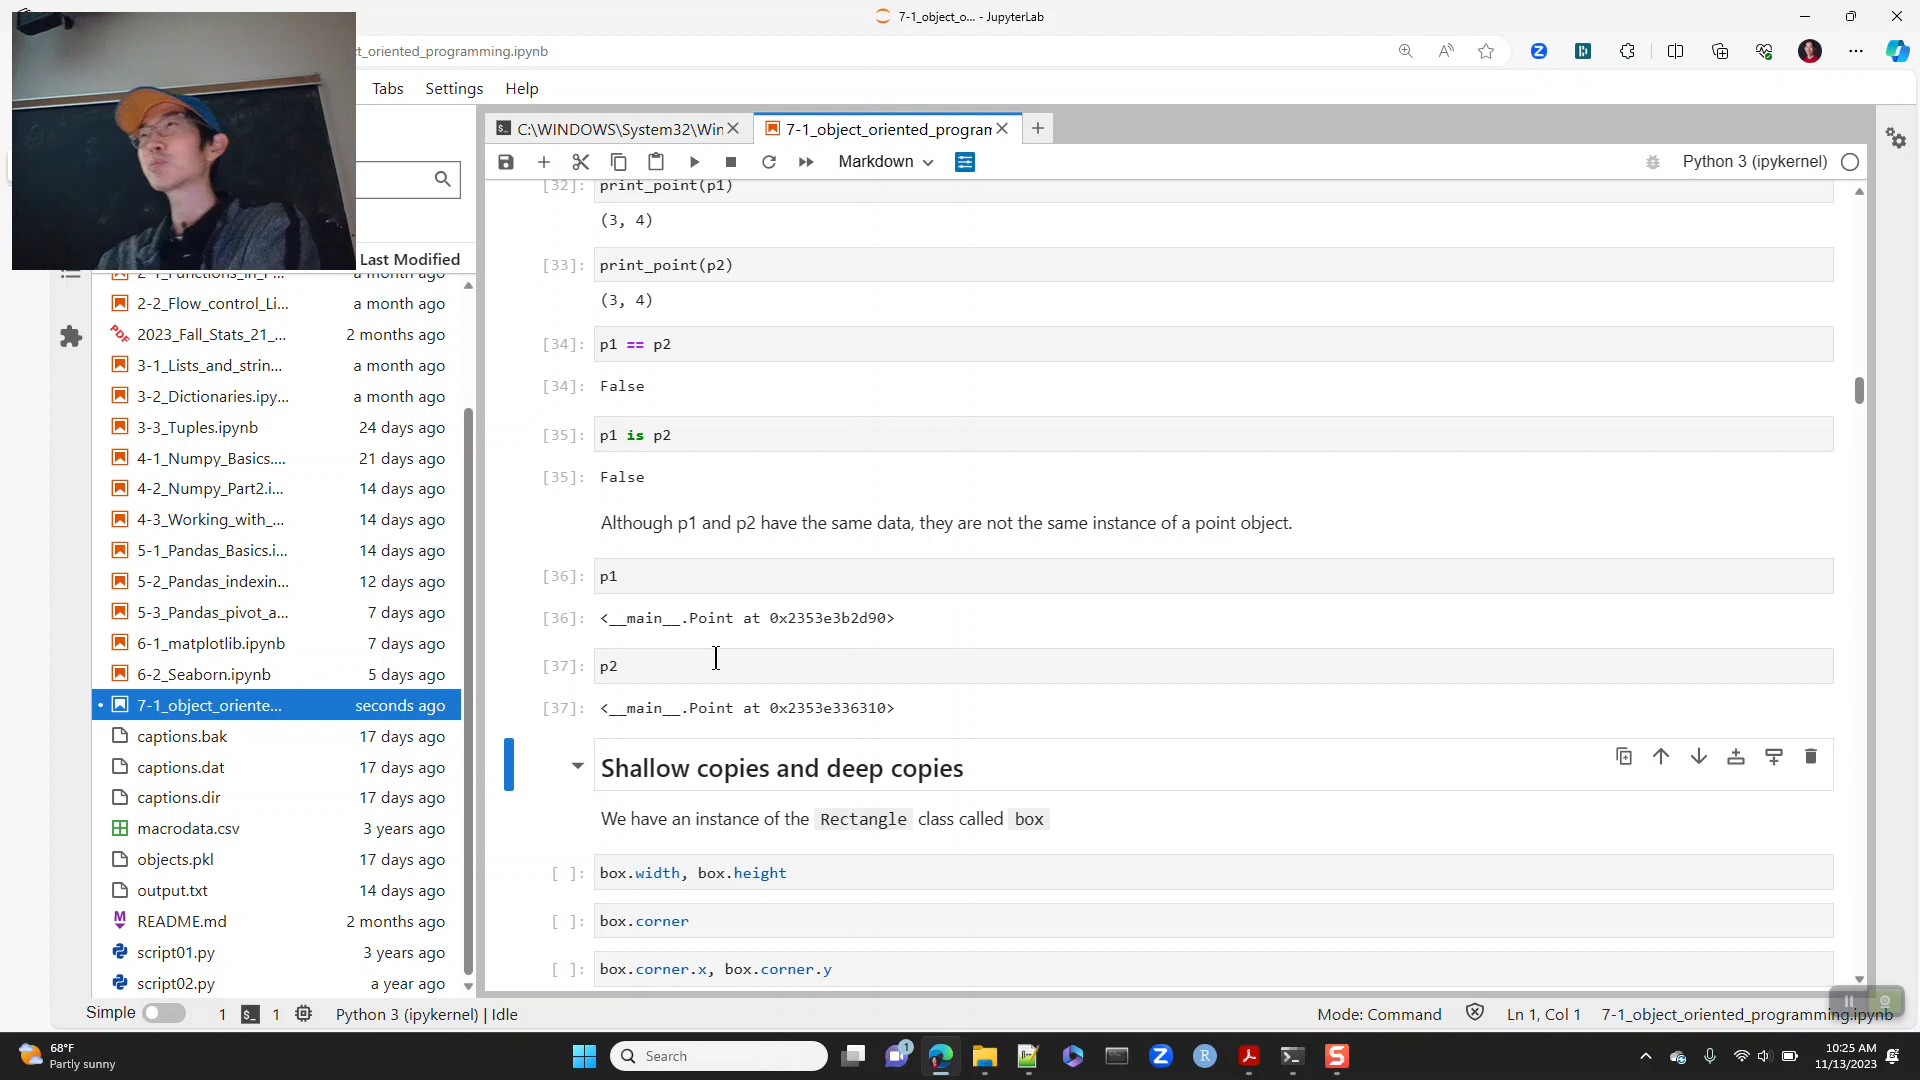 7-1_object_o... - JupyterLab
t_oriented_programming.ipynb
Tabs
Settings
Help
C:\WINDOWS\System32\Win
7-1_object_oriented_program
Markdown
Python 3 (ipykernel)
Last Modified
2-1_Functions_in_P...
a month ago
2-2_Flow_control_Li...
a month ago
2023_Fall_Stats_21_...
2 months ago
3-1_Lists_and_strin...
a month ago
3-2_Dictionaries.ipy...
a month ago
3-3_Tuples.ipynb
24 days ago
4-1_Numpy_Basics....
21 days ago
4-2_Numpy_Part2.i...
14 days ago
4-3_Working_with_...
14 days ago
5-1_Pandas_Basics.i...
14 days ago
5-2_Pandas_indexin...
12 days ago
5-3_Pandas_pivot_a...
7 days ago
6-1_matplotlib.ipynb
7 days ago
6-2_Seaborn.ipynb
5 days ago
7-1_object_oriente...
seconds ago
captions.bak
17 days ago
captions.dat
17 days ago
captions.dir
17 days ago
macrodata.csv
3 years ago
objects.pkl
17 days ago
output.txt
14 days ago
README.md
2 months ago
script01.py
3 years ago
script02.py
a year ago
[32]: print_point(p1)
(3, 4)
[33]: print_point(p2)
(3, 4)
[34]: p1 == p2
[34]: False
[35]: p1 is p2
[35]: False
Although p1 and p2 have the same data, they are not the same instance of a point object.
[36]: p1
[36]: <__main__.Point at 0x2353e3b2d90>
[37]: p2
[37]: <__main__.Point at 0x2353e336310>
Shallow copies and deep copies
We have an instance of the Rectangle class called box
[ ]: box.width, box.height
[ ]: box.corner
[ ]: box.corner.x, box.corner.y
Simple
1
1
Python 3 (ipykernel) | Idle
Mode: Command
Ln 1, Col 1
7-1_object_oriented_programming.ipynb
68°F
Partly sunny
Search
1
10:25 AM
11/13/2023